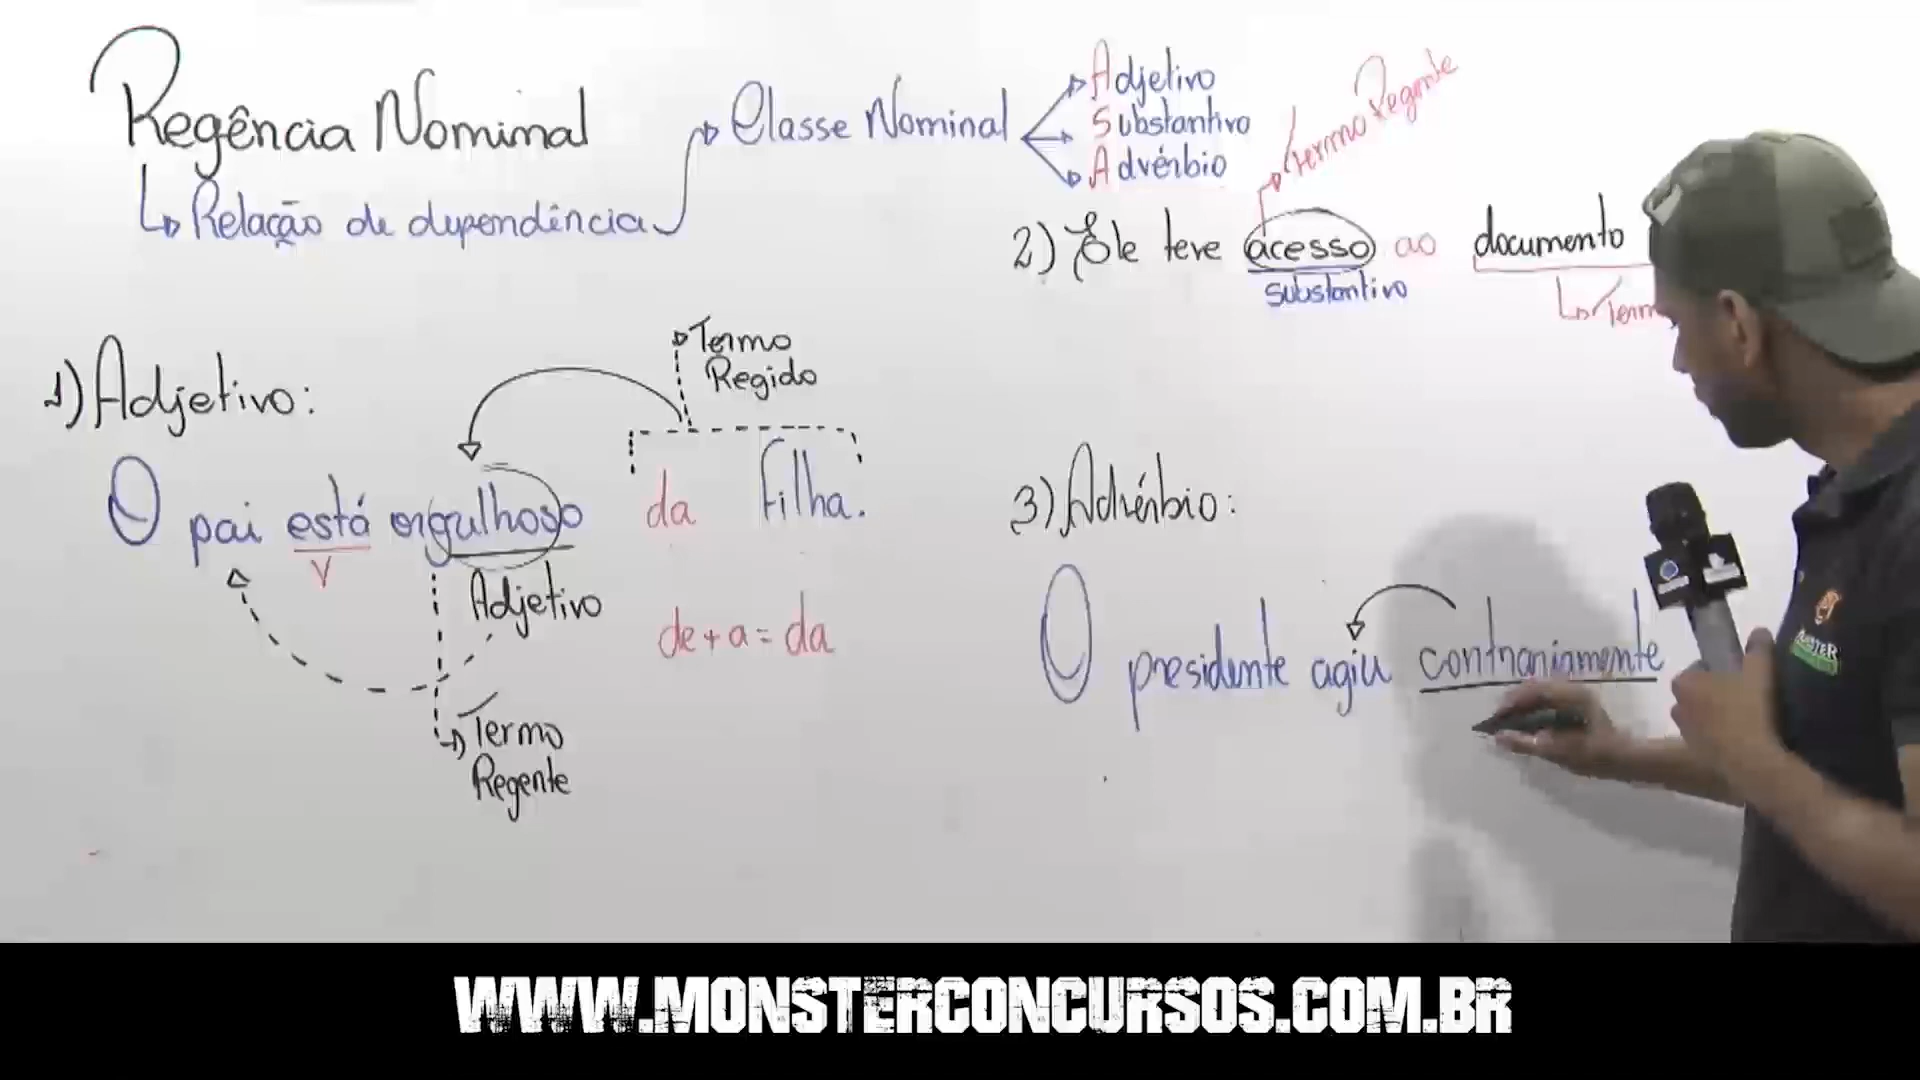 Regência Nominal
Relação de dependência
Classe Nominal
Adjetivo
Substantivo
Advérbio
Termo Regente
2) Ele teve acesso ao documento
substantivo
1) Adjetivo:
Termo
Regido
O pai está orgulhoso da filha.
V
Adjetivo
de + a = da
Termo
Regente
3) Advérbio:
O presidente agiu contrariamente
WWW.MONSTERCONCURSOS.COM.BR